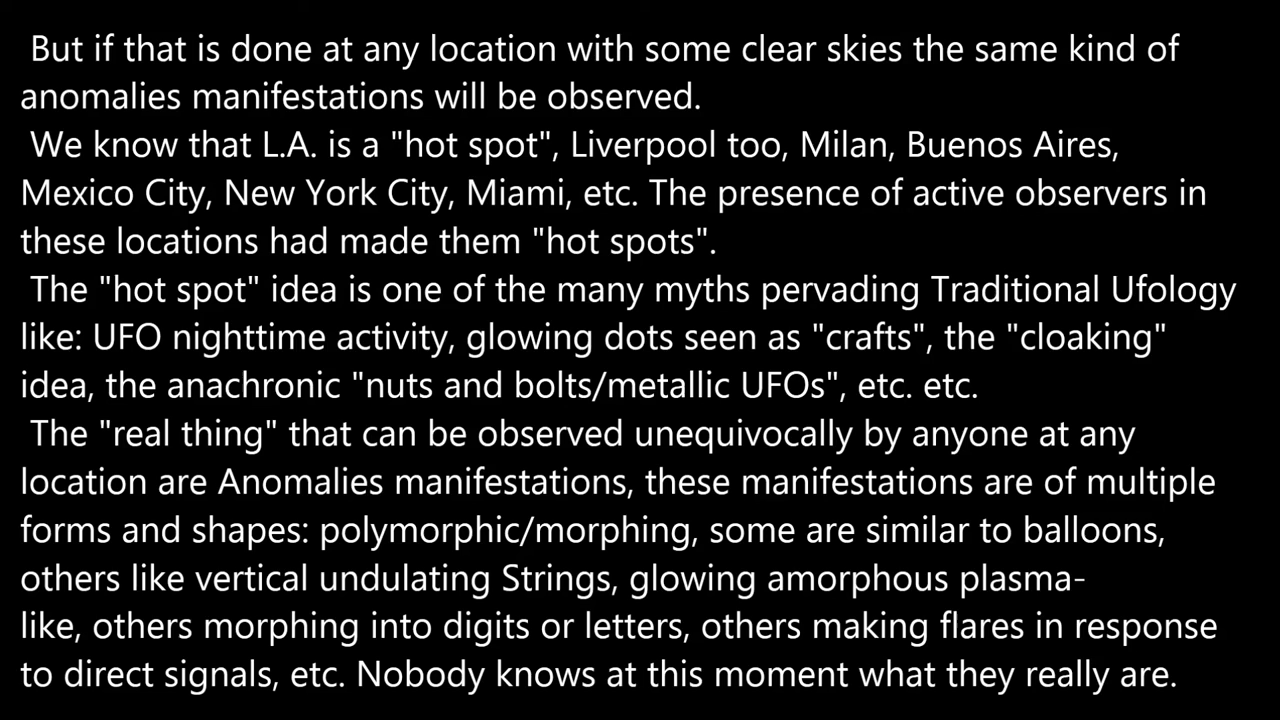 But if that is done at any location with some clear skies the same kind of
anomalies manifestations will be observed.
We know that L.A. is a "hot spot", Liverpool too, Milan, Buenos Aires,
Mexico City, New York City, Miami, etc. The presence of active observers in
these locations had made them "hot spots".
The "hot spot" idea is one of the many myths pervading Traditional Ufology
like: UFO nighttime activity, glowing dots seen as "crafts", the "cloaking"
idea, the anachronic "nuts and bolts/metallic UFOs", etc. etc.
The "real thing" that can be observed unequivocally by anyone at any
location are Anomalies manifestations, these manifestations are of multiple
forms and shapes: polymorphic/morphing, some are similar to balloons,
others like vertical undulating Strings, glowing amorphous plasma-
like, others morphing into digits or letters, others making flares in response
to direct signals, etc. Nobody knows at this moment what they really are.